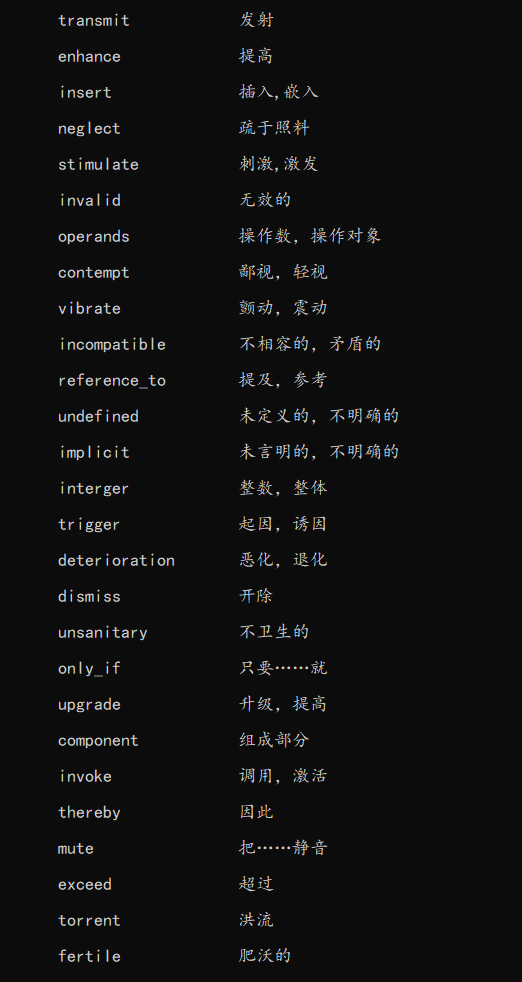 transmit 发射
enhance 提高
insert 插入,嵌入
neglect 疏于照料
stimulate 刺激,激发
invalid 无效的
operands 操作数，操作对象
contempt 鄙视，轻视
vibrate 颤动，震动
incompatible 不相容的，矛盾的
reference_to 提及，参考
undefined 未定义的，不明确的
implicit 未言明的，不明确的
interger 整数，整体
trigger 起因，诱因
deterioration 恶化，退化
dismiss 开除
unsanitary 不卫生的
only_if 只要……就
upgrade 升级，提高
component 组成部分
invoke 调用，激活
thereby 因此
mute 把……静音
exceed 超过
torrent 洪流
fertile 肥沃的